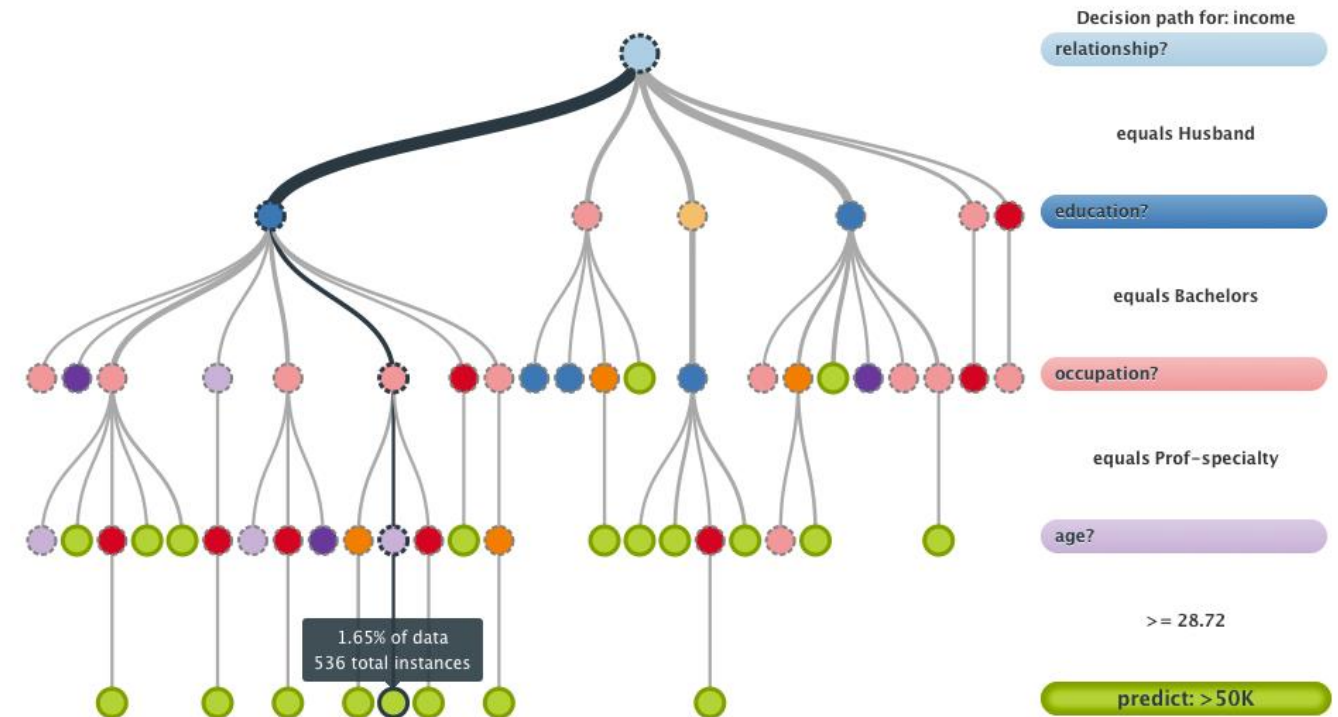 Decision path for: income
relationship?
equals Husband
education?
equals Bachelors
occupation?
equals Prof-specialty
age?
>= 28.72
1.65% of data
536 total instances
predict: >50K